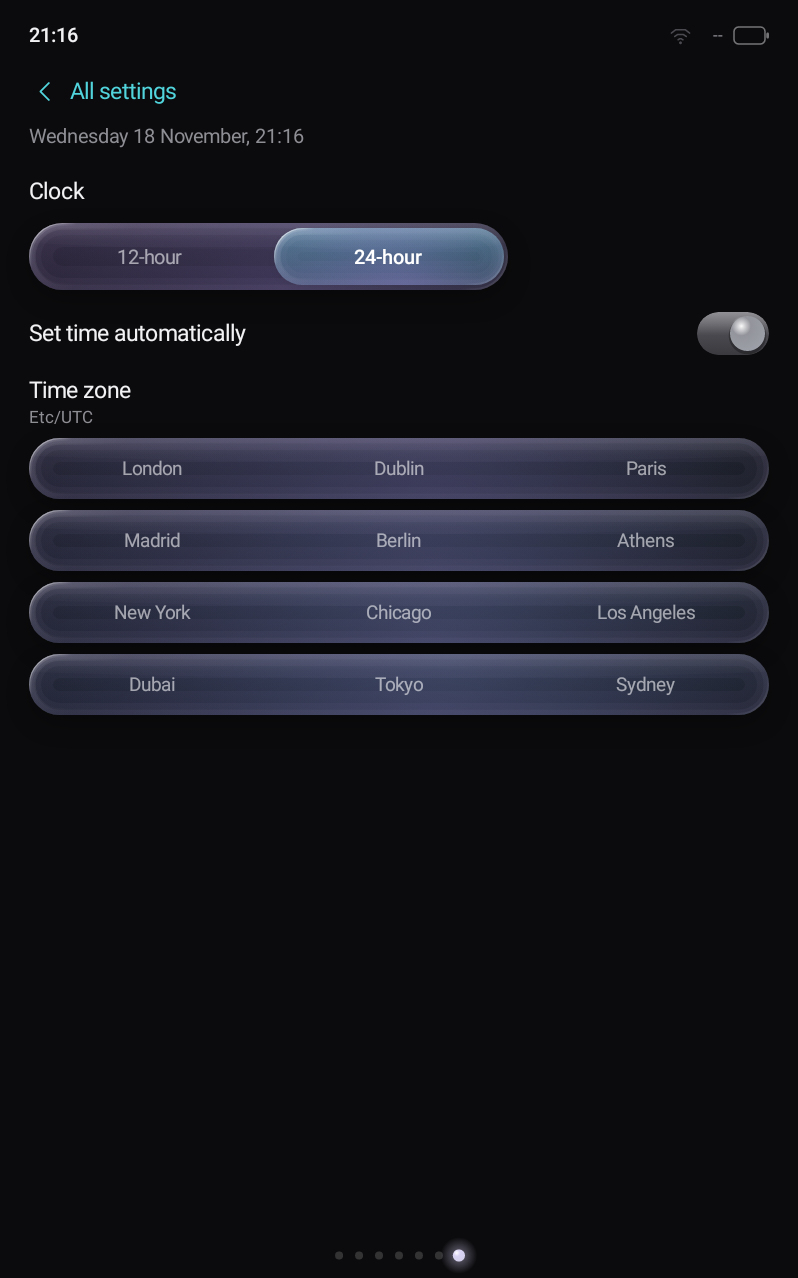 21:16 --
All settings
Wednesday 18 November, 21:16
Clock
12-hour 24-hour
Set time automatically
Time zone
Etc/UTC
London Dublin Paris
Madrid Berlin Athens
New York Chicago Los Angeles
Dubai Tokyo Sydney